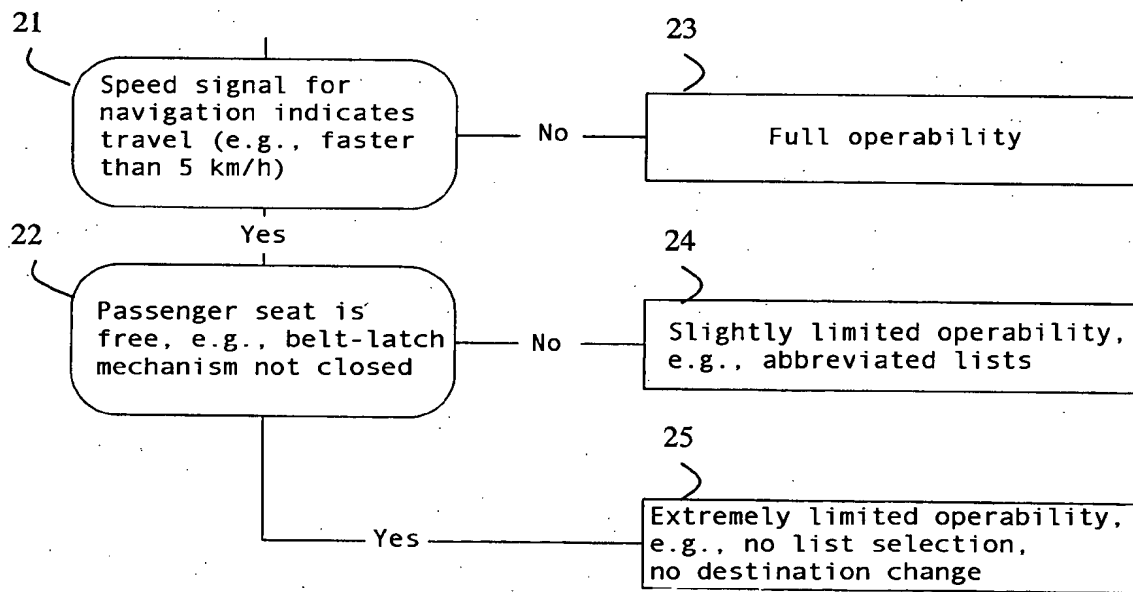 21
23
Speed signal for
navigation indicates
travel (e.g., faster
than 5 km/h)
No
Full operability
Yes
22
24
Passenger seat is
free, e.g., belt-latch
mechanism not closed
No
Slightly limited operability,
e.g., abbreviated lists
25
Yes
Extremely limited operability,
e.g., no list selection,
no destination change